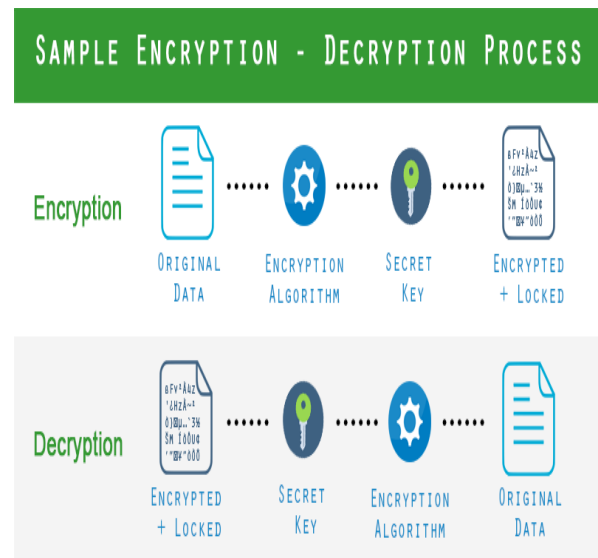 SAMPLE ENCRYPTION - DECRYPTION PROCESS
Encryption
ORIGINAL DATA
ENCRYPTION ALGORITHM
SECRET KEY
ENCRYPTED + LOCKED
Decryption
ENCRYPTED + LOCKED
SECRET KEY
ENCRYPTION ALGORITHM
ORIGINAL DATA